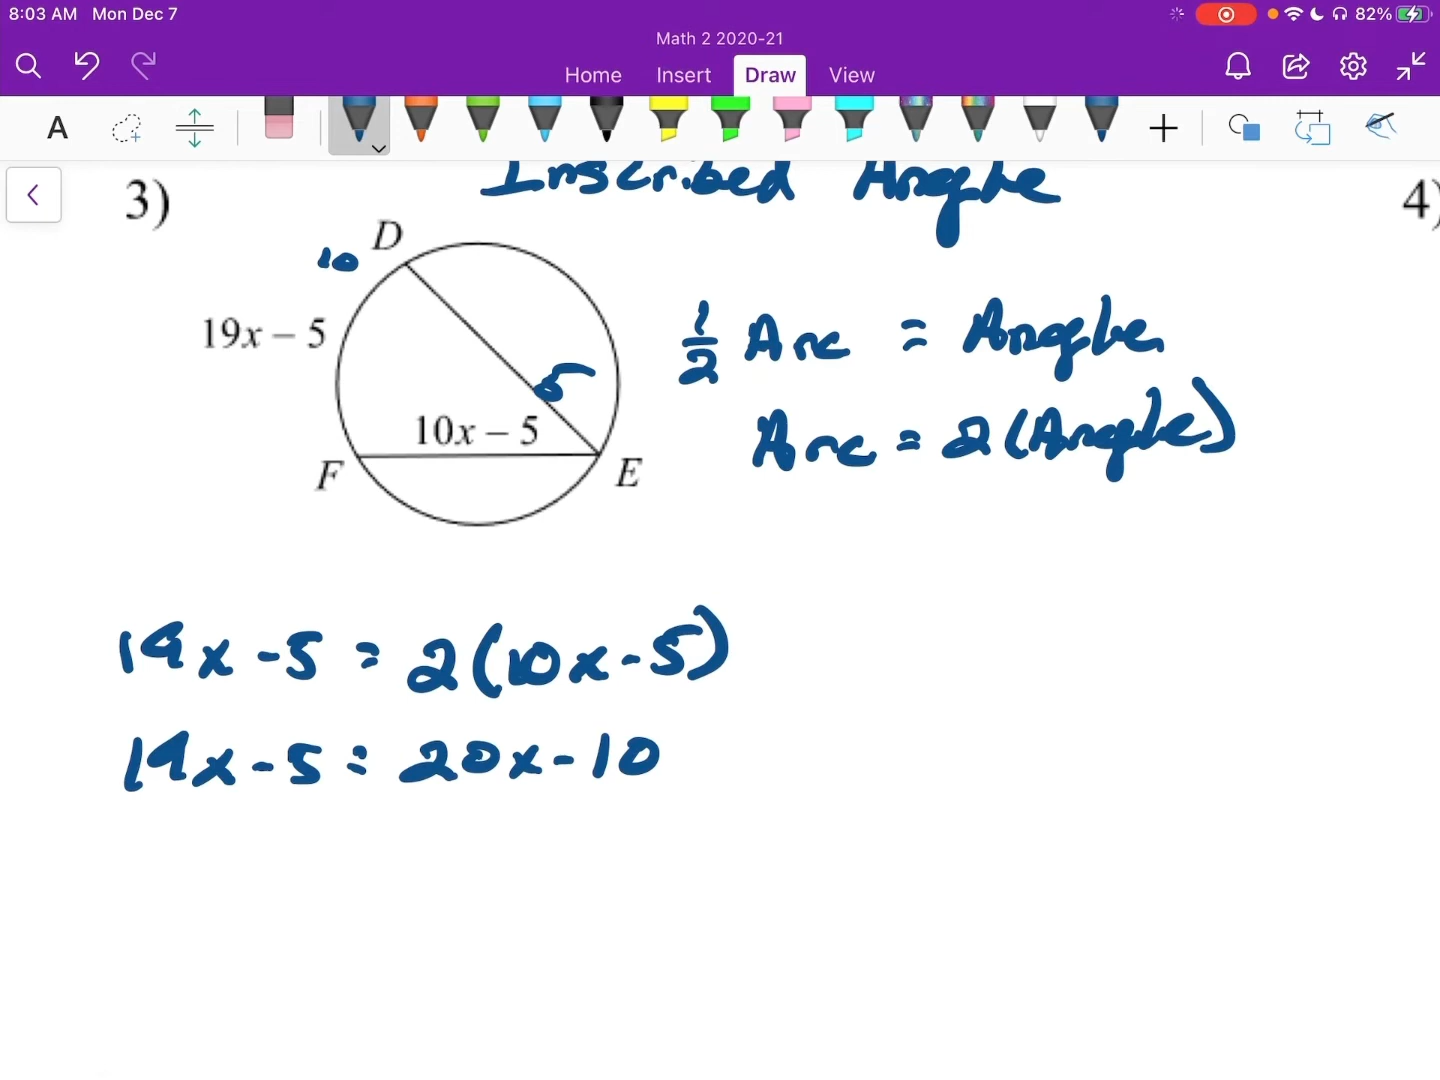 8:03 AM Mon Dec 7
82%
Math 2 2020-21
Home Insert Draw View
A
Inscribed Angle
3)
4)
D
10
19x – 5
5
10x – 5
F
E
1/2 Arc = Angle
Arc = 2(Angle)
19x - 5 = 2(10x - 5)
19x - 5 = 20x - 10